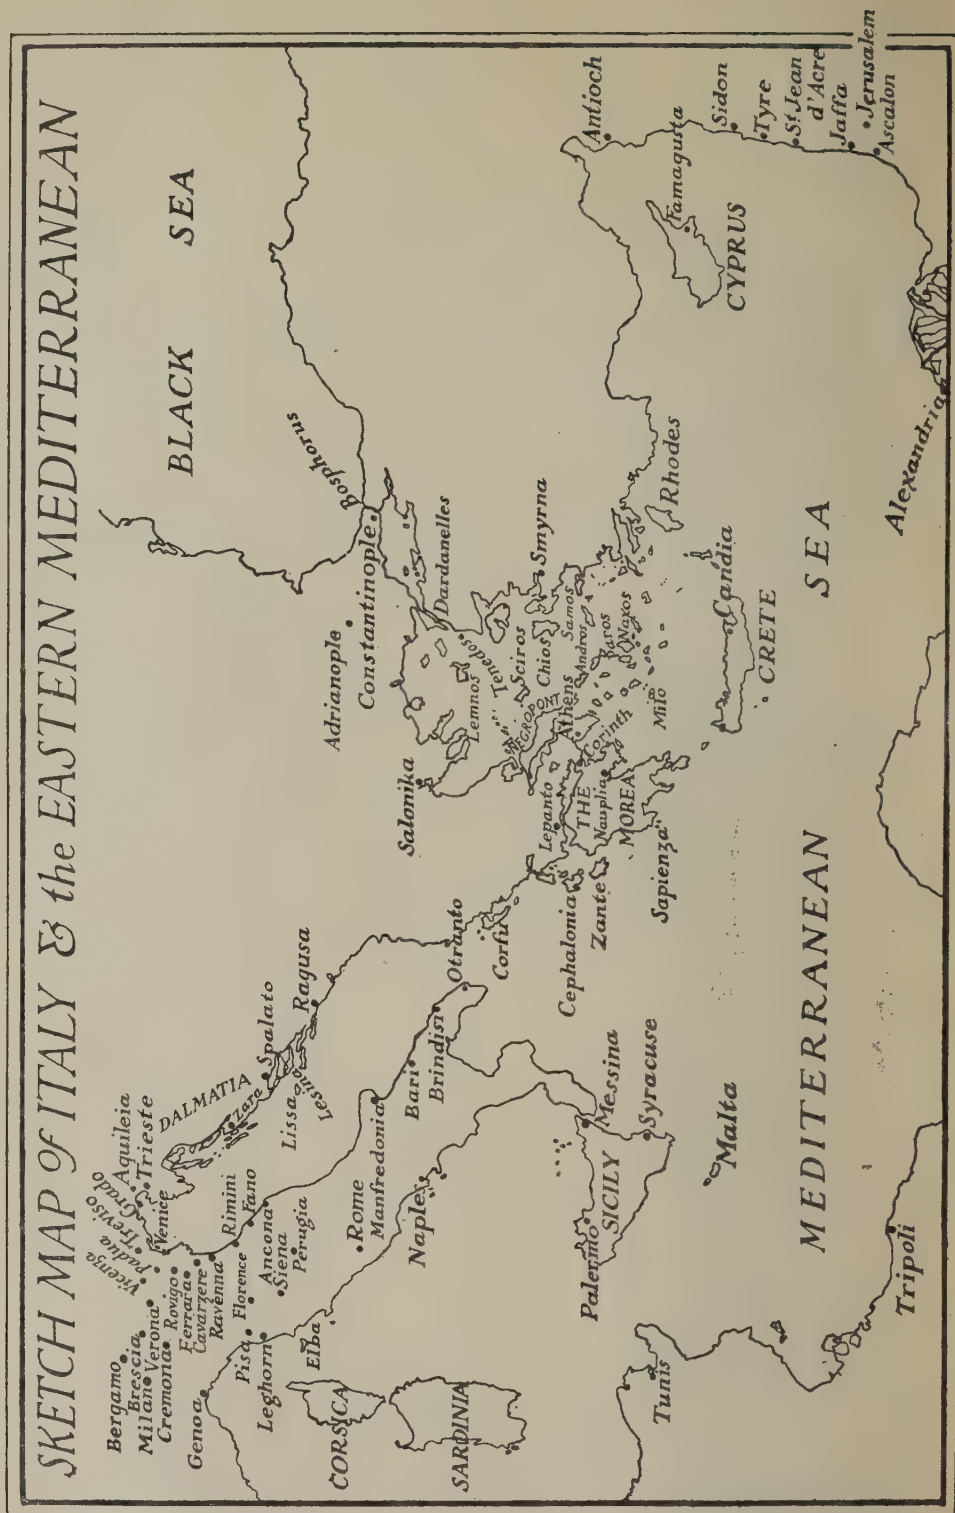 SKETCH MAP of ITALY & the EASTERN MEDITERRANEAN
BLACK SEA
Bosphorus
Adrianople
Constantinople
Dardanelles
Salonika
Lemnos
Tenedos
Sciros
NEGROPONT
Chios
Smyrna
Samos
Andros
Athens
Paros
Naxos
Corinth
Milo
Lepanto
THE
MOREA
Nauplia
Sapienza
Zante
Cephalonia
Corfu
Rhodes
Candia
CRETE
CYPRUS
Famagusta
Antioch
Sidon
Tyre
St. Jean
d'Acre
Jaffa
Jerusalem
Ascalon
Alexandria
MEDITERRANEAN SEA
Bergamo
Brescia
Milano
Verona
Cremona
Vicenza
Padua
Treviso
Grado
Aquileia
Trieste
Venice
Rovigo
Ferrara
Cavarzere
Ravenna
Genoa
Rimini
Fano
Florence
Pisa
Leghorn
Ancona
Siena
Perugia
Elba
Rome
Manfredonia
Naples
Bari
Brindisi
Otranto
DALMATIA
Zara
Spalato
Lissa
Lesina
Ragusa
CORSICA
SARDINIA
Palermo
SICILY
Messina
Syracuse
Malta
Tunis
Tripoli